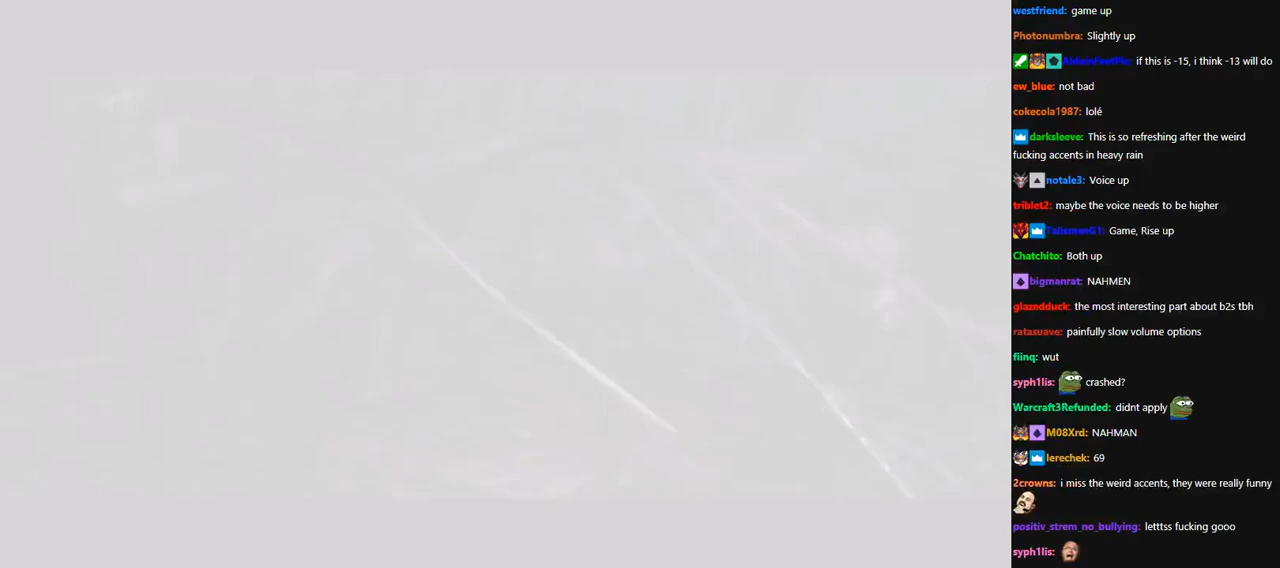 westfriend: game up
Photonumbra: Slightly up
if this is -15, i think -13 will do
ew_blue: not bad
cokecola1987: lolé
darksleeve: This is so refreshing after the weird
fucking accents in heavy rain
notale3: Voice up
triblet2: maybe the voice needs to be higher
TalismanG1: Game, Rise up
Chatchito: Both up
bigmanrat: NAHMEN
glazedduck: the most interesting part about b2s tbh
ratasuave: painfully slow volume options
fiinq: wut
syph1lis: crashed?
Warcraft3Refunded: didnt apply
M08Xrd: NAHMAN
lerechek: 69
2crowns: i miss the weird accents, they were really funny
positiv_strem_no_bullying: letttss fucking gooo
syph1lis: